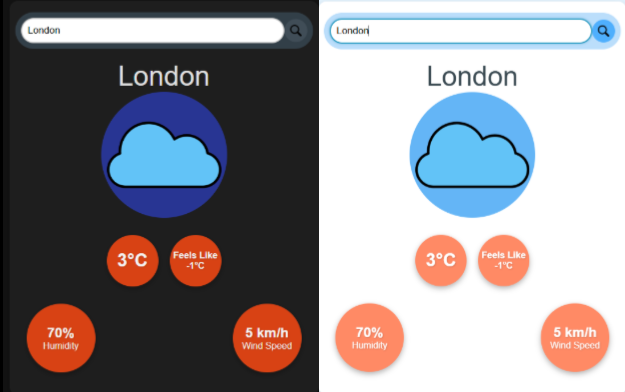 London
London
3°C
Feels Like
-1°C
70%
Humidity
5 km/h
Wind Speed
London
London
3°C
Feels Like
-1°C
70%
Humidity
5 km/h
Wind Speed